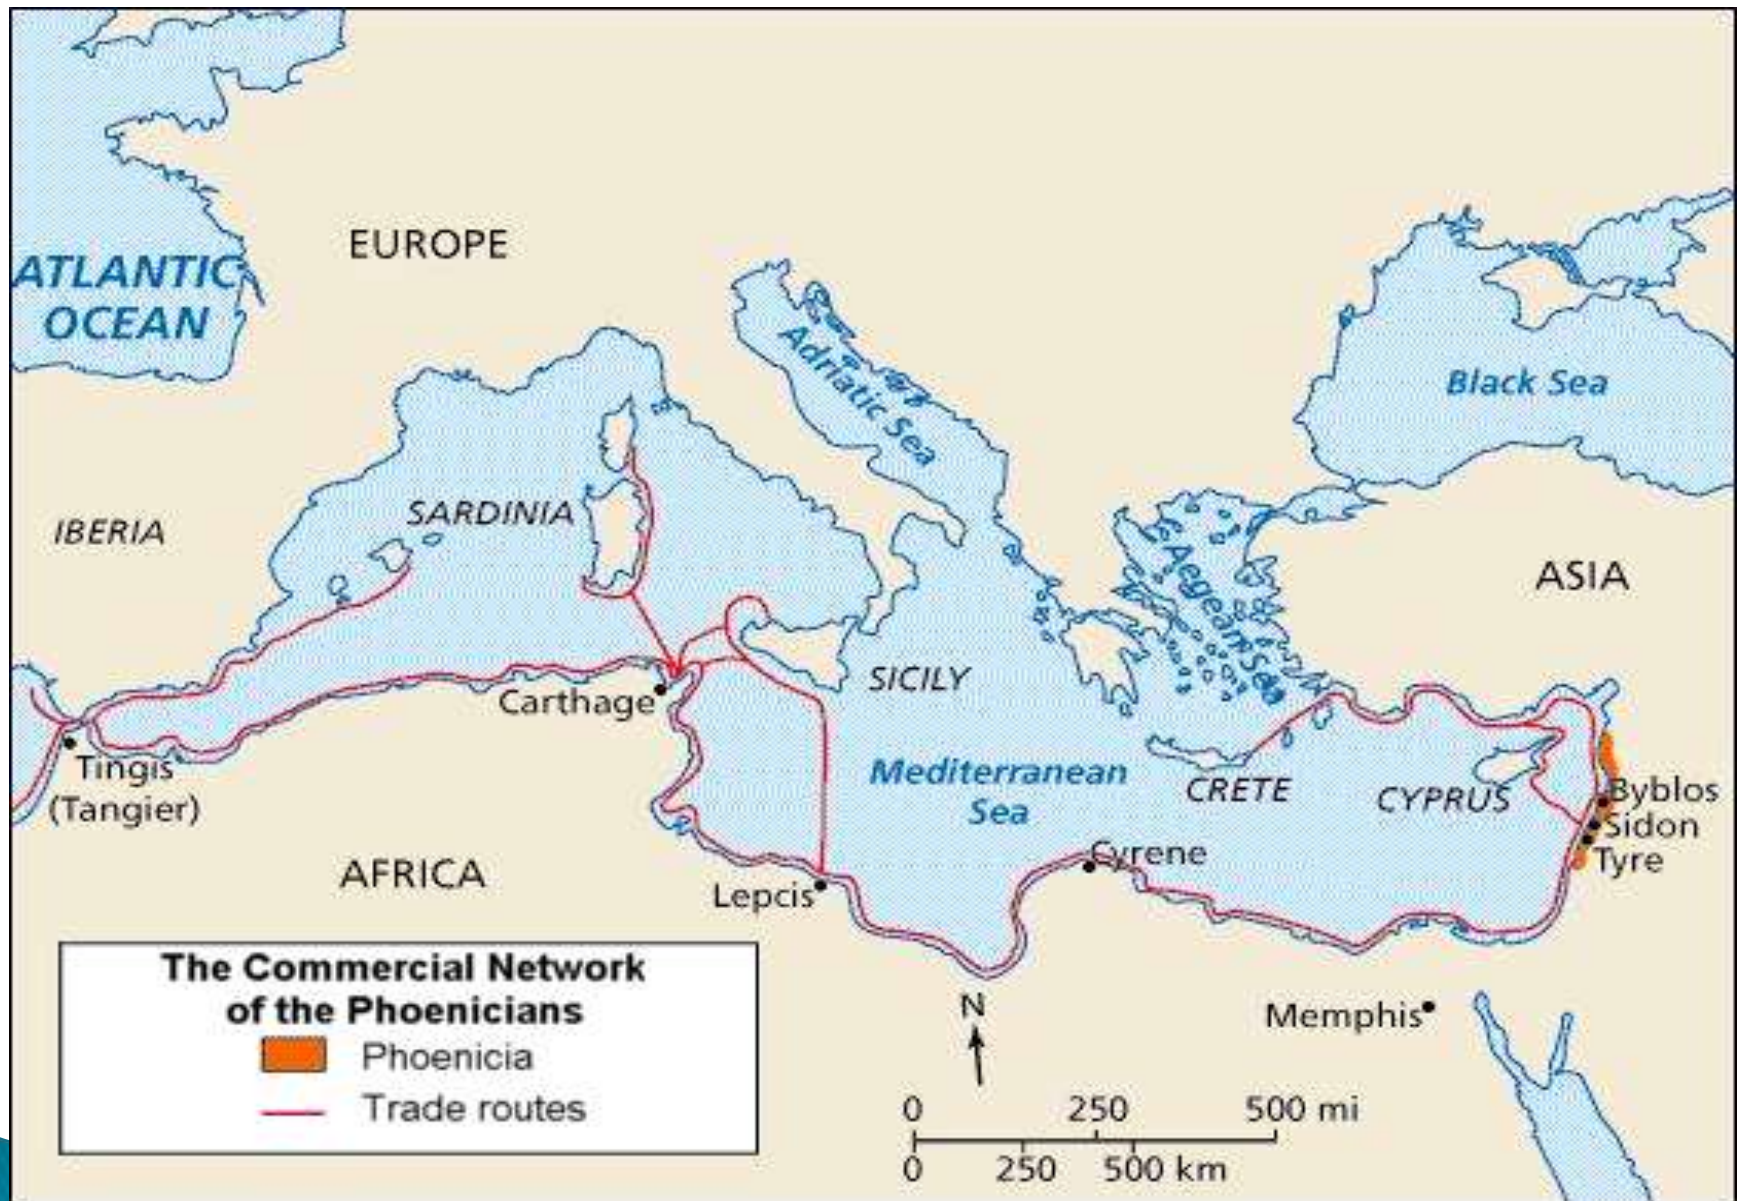 EUROPE
ATLANTIC
OCEAN
Adriatic Sea
Black Sea
IBERIA
SARDINIA
Aegean Sea
ASIA
SICILY
Carthage
Tingis
(Tangier)
Mediterranean
Sea
CRETE
CYPRUS
Byblos
Sidon
Tyre
Cyrene
AFRICA
Lepcis
Memphis
The Commercial Network
of the Phoenicians
Phoenicia
Trade routes
N
0 250 500 mi
0 250 500 km